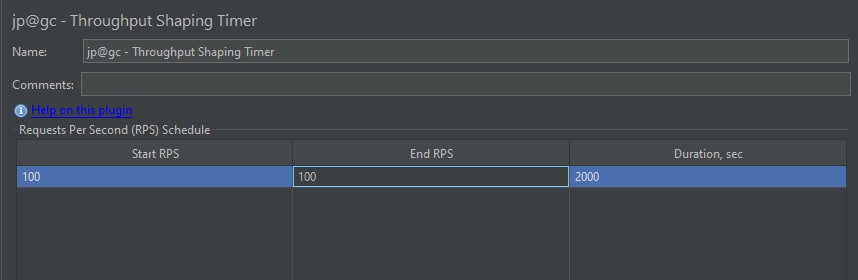 jp@gc - Throughput Shaping Timer
Name: jp@gc - Throughput Shaping Timer
Comments:
Help on this plugin
Requests Per Second (RPS) Schedule
Start RPS End RPS Duration, sec
100 100 2000